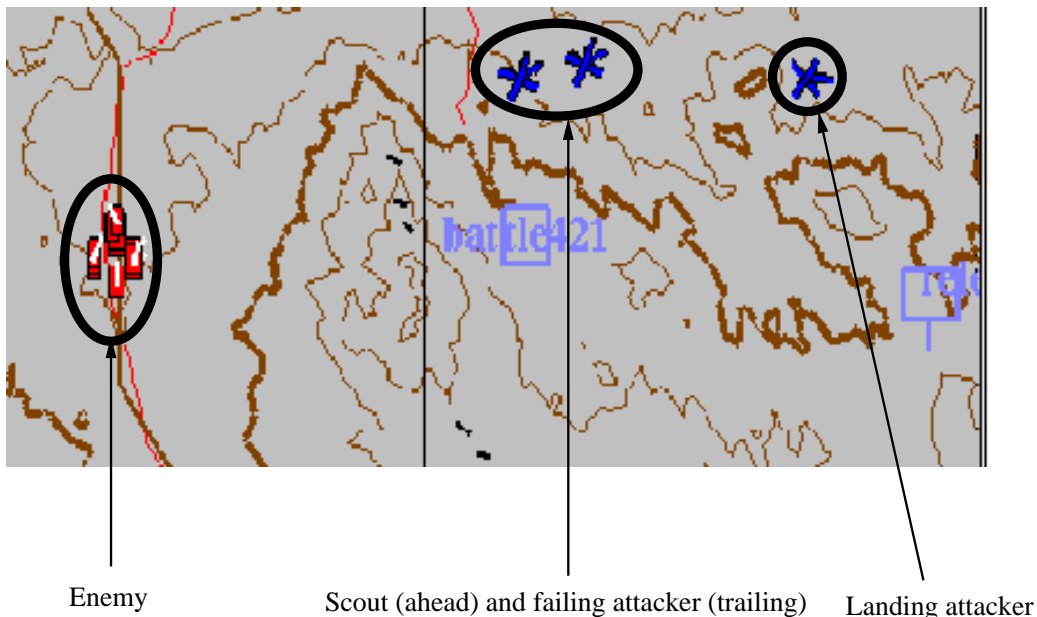 battle421
Enemy
Scout (ahead) and failing attacker (trailing)
Landing attacker